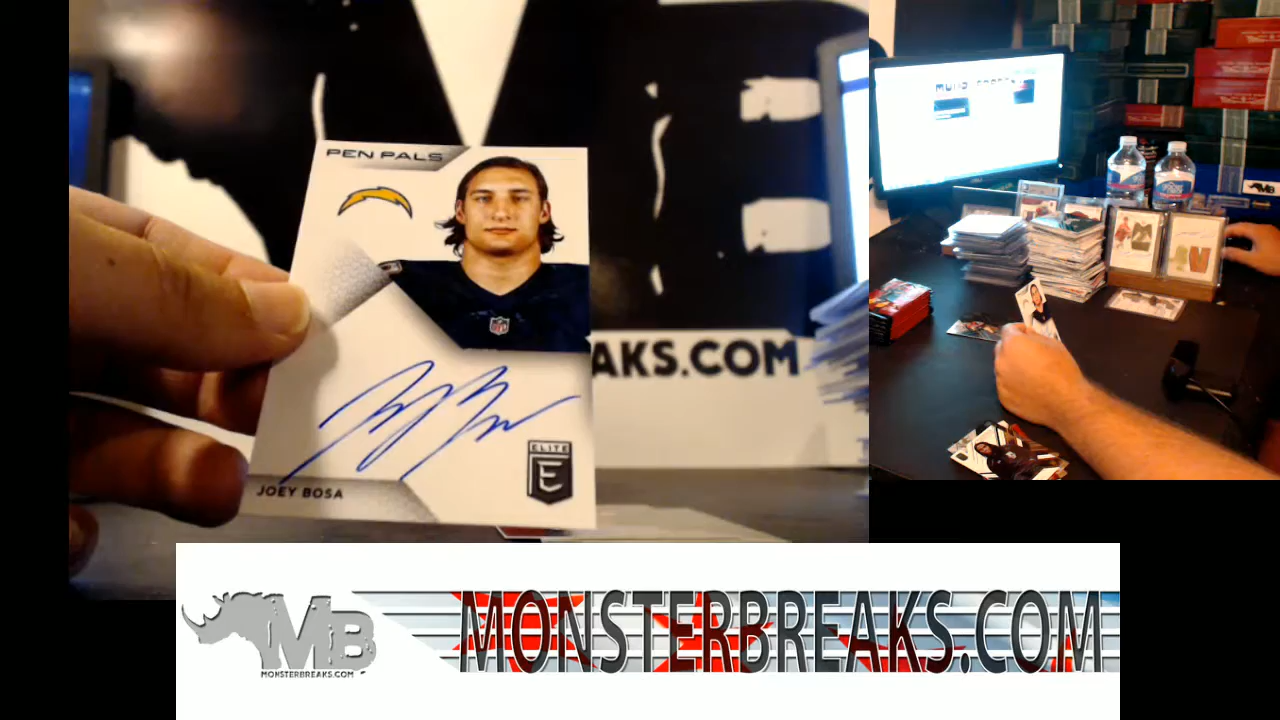 PEN PALS
ELITE
E
JOEY BOSA
AKS.COM
MB
MONSTERBREAKS.COM
MONSTERBREAKS.COM